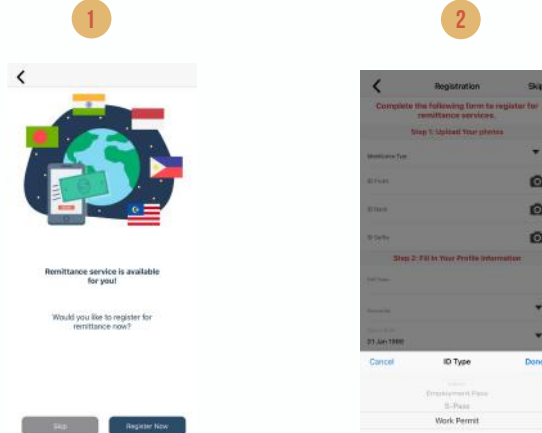 1
Remittance service is available
for you!
Would you like to register for
remittance now?
Skip
Register Now
2
Registration
Skip
Complete the following form to register for
remittance services.
Step 1: Upload Your photos
ID Front
ID Back
ID Selfie
Step 2: Fill In Your Profile Information
Full Name
01 Jan 1980
Cancel
ID Type
Done
Employment Pass
S-Pass
Work Permit